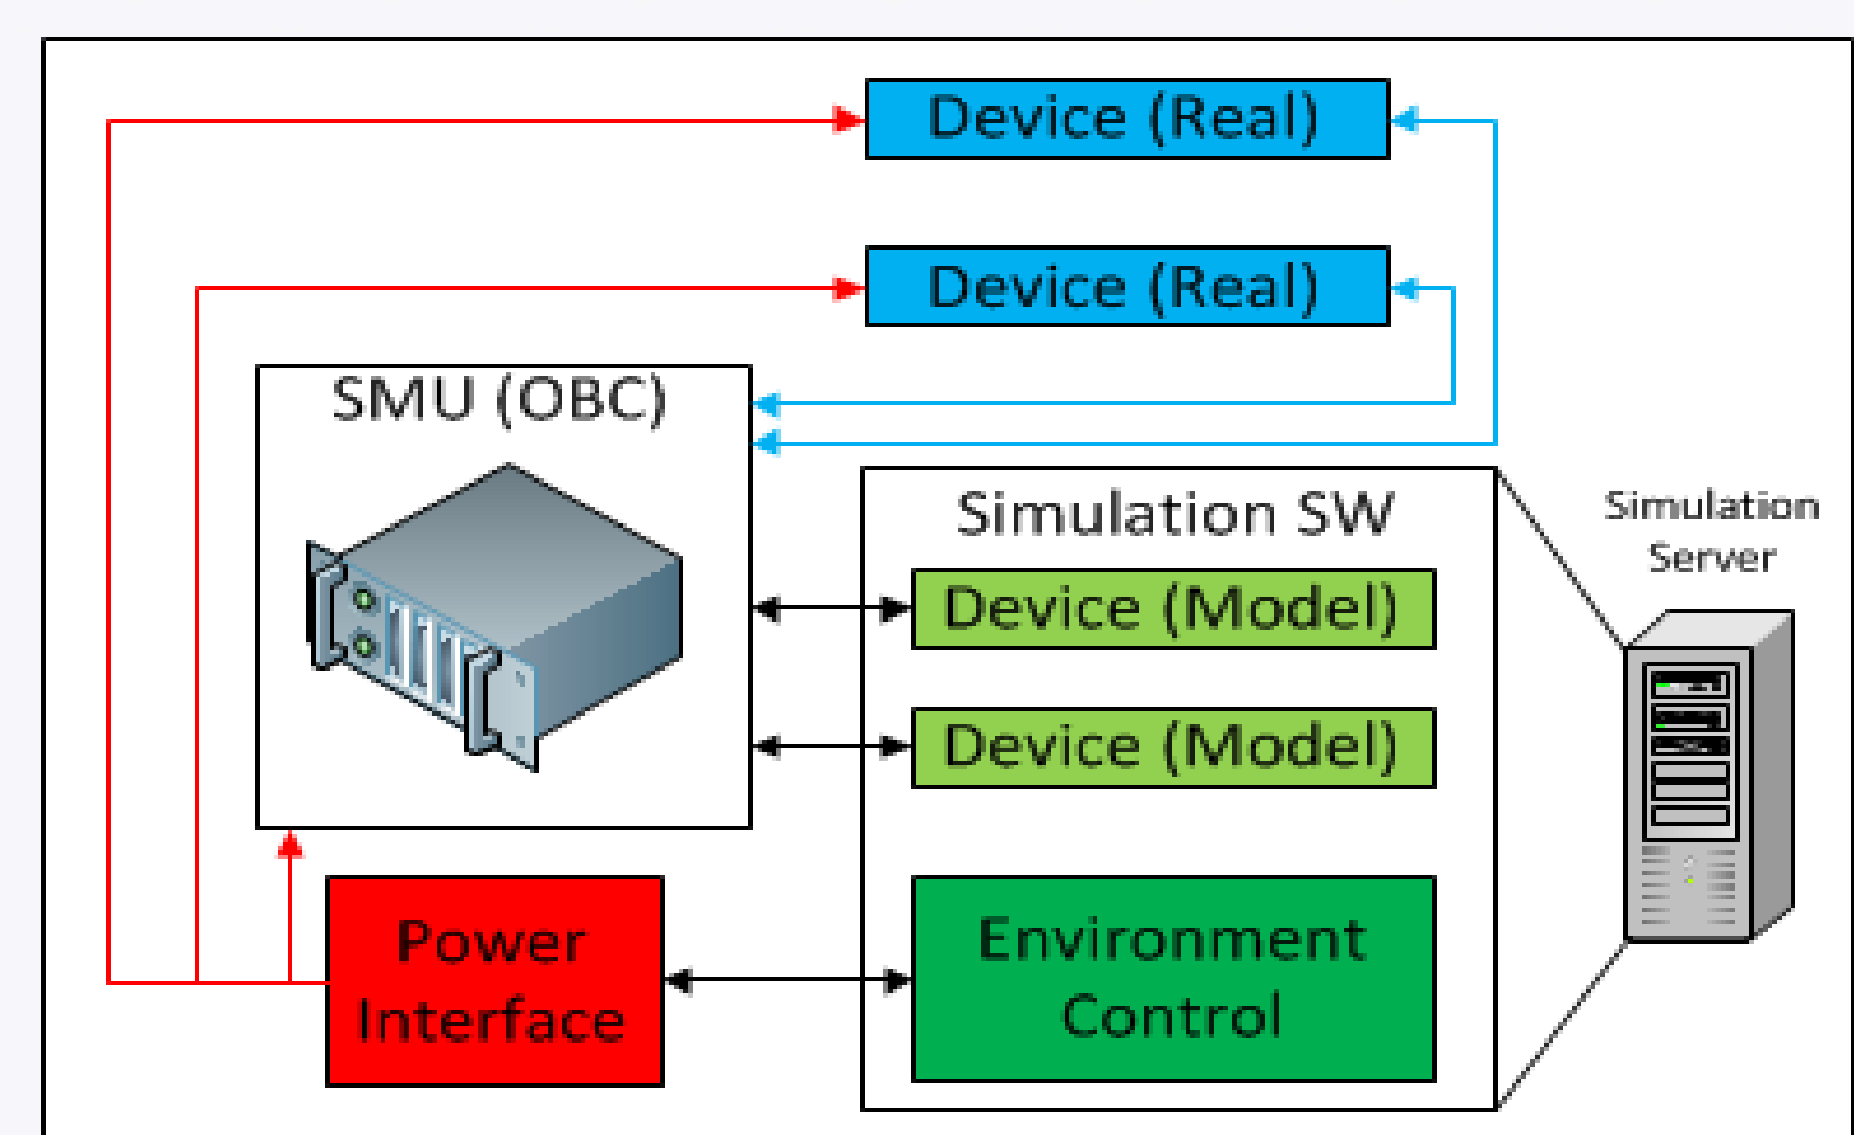 Device (Real)
Device (Real)
SMU (OBC)
Simulation SW
Simulation
Server
Device (Model)
Device (Model)
Power
Interface
Environment
Control